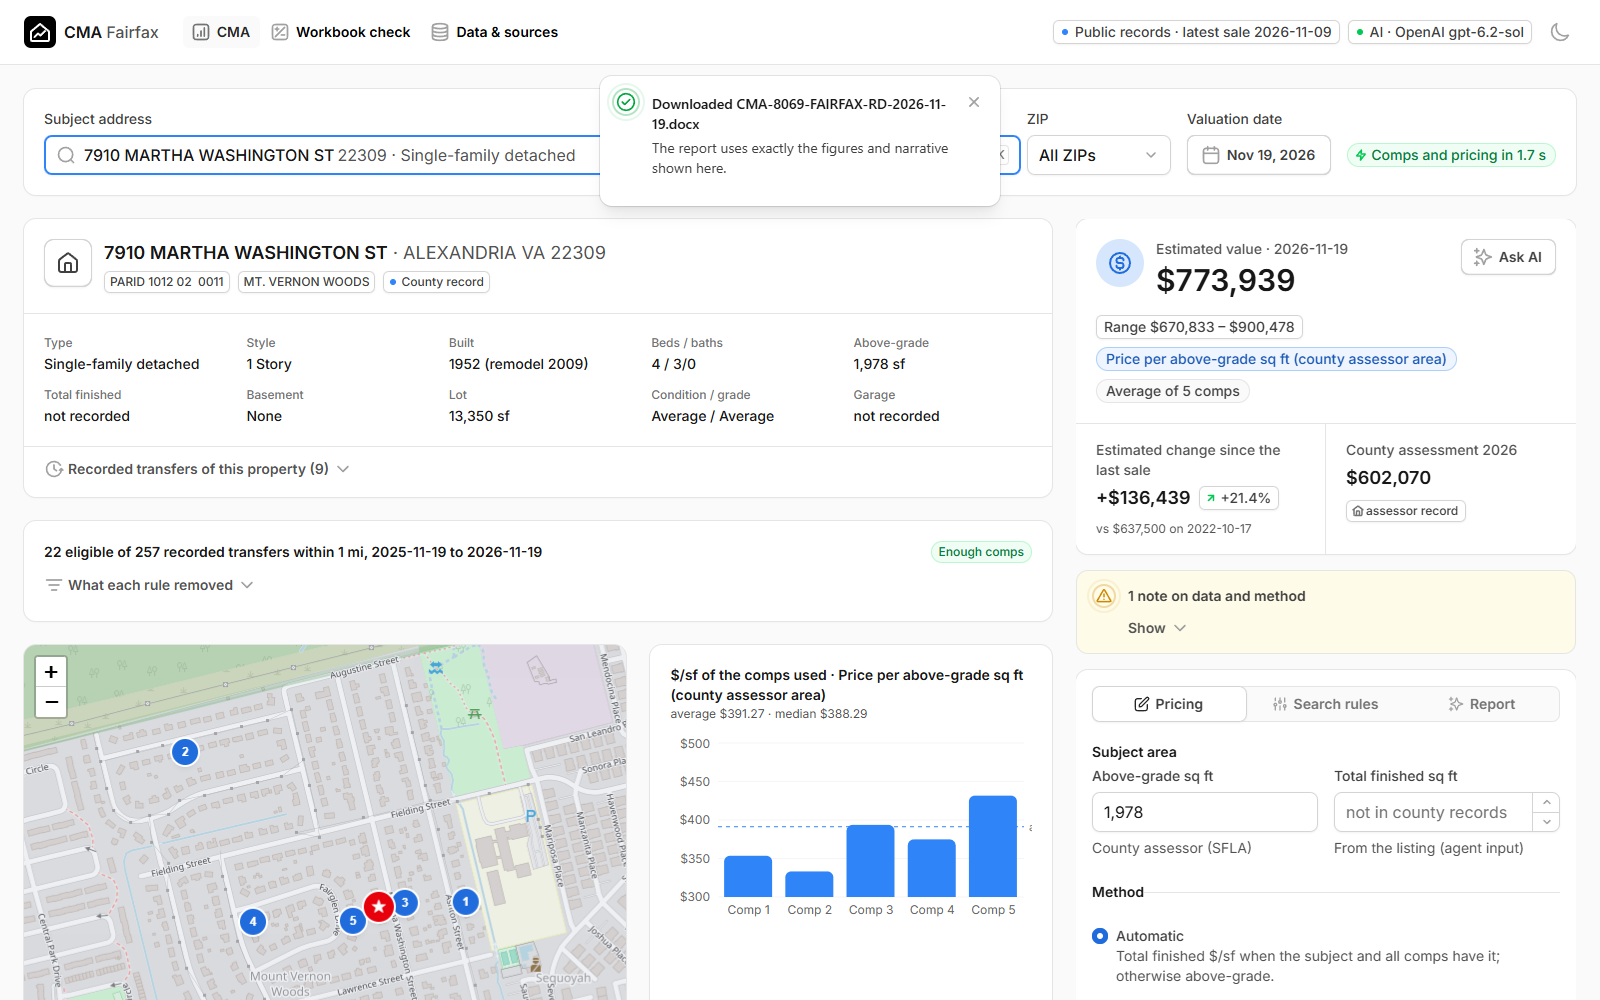 CMA Fairfax
CMA
Workbook check
Data & sources
Public records · latest sale 2026-11-09
AI · OpenAI gpt-6.2-sol
Downloaded CMA-8069-FAIRFAX-RD-2026-11-
19.docx
The report uses exactly the figures and narrative
shown here.
Subject address
7910 MARTHA WASHINGTON ST 22309 · Single-family detached
ZIP
All ZIPs
Valuation date
Nov 19, 2026
Comps and pricing in 1.7 s
7910 MARTHA WASHINGTON ST · ALEXANDRIA VA 22309
PARID 1012 02 0011
MT. VERNON WOODS
County record
Type
Single-family detached
Style
1 Story
Built
1952 (remodel 2009)
Beds / baths
4 / 3/0
Above-grade
1,978 sf
Total finished
not recorded
Basement
None
Lot
13,350 sf
Condition / grade
Average / Average
Garage
not recorded
Recorded transfers of this property (9)
22 eligible of 257 recorded transfers within 1 mi, 2025-11-19 to 2026-11-19
Enough comps
What each rule removed
+
−
Augustine Street
Mendocina Place
San Leandro
Sonora Pla
Circle
2
Fielding Street
P
Mariposa Place
Manzanita Place
Havenwood Place
Fielding Street
Central Park Drive
4
5
3
1
Mount Vernon
Woods
Lawrence Street
Sequoyah
Joshua Plac
$/sf of the comps used · Price per above-grade sq ft
(county assessor area)
average $391.27 · median $388.29
$500
$450
$400
$350
$300
Comp 1
Comp 2
Comp 3
Comp 4
Comp 5
Estimated value · 2026-11-19
$773,939
Ask AI
Range $670,833 – $900,478
Price per above-grade sq ft (county assessor area)
Average of 5 comps
Estimated change since the
last sale
+$136,439
+21.4%
vs $637,500 on 2022-10-17
County assessment 2026
$602,070
assessor record
1 note on data and method
Show
Pricing
Search rules
Report
Subject area
Above-grade sq ft
1,978
County assessor (SFLA)
Total finished sq ft
not in county records
From the listing (agent input)
Method
Automatic
Total finished $/sf when the subject and all comps have it;
otherwise above-grade.